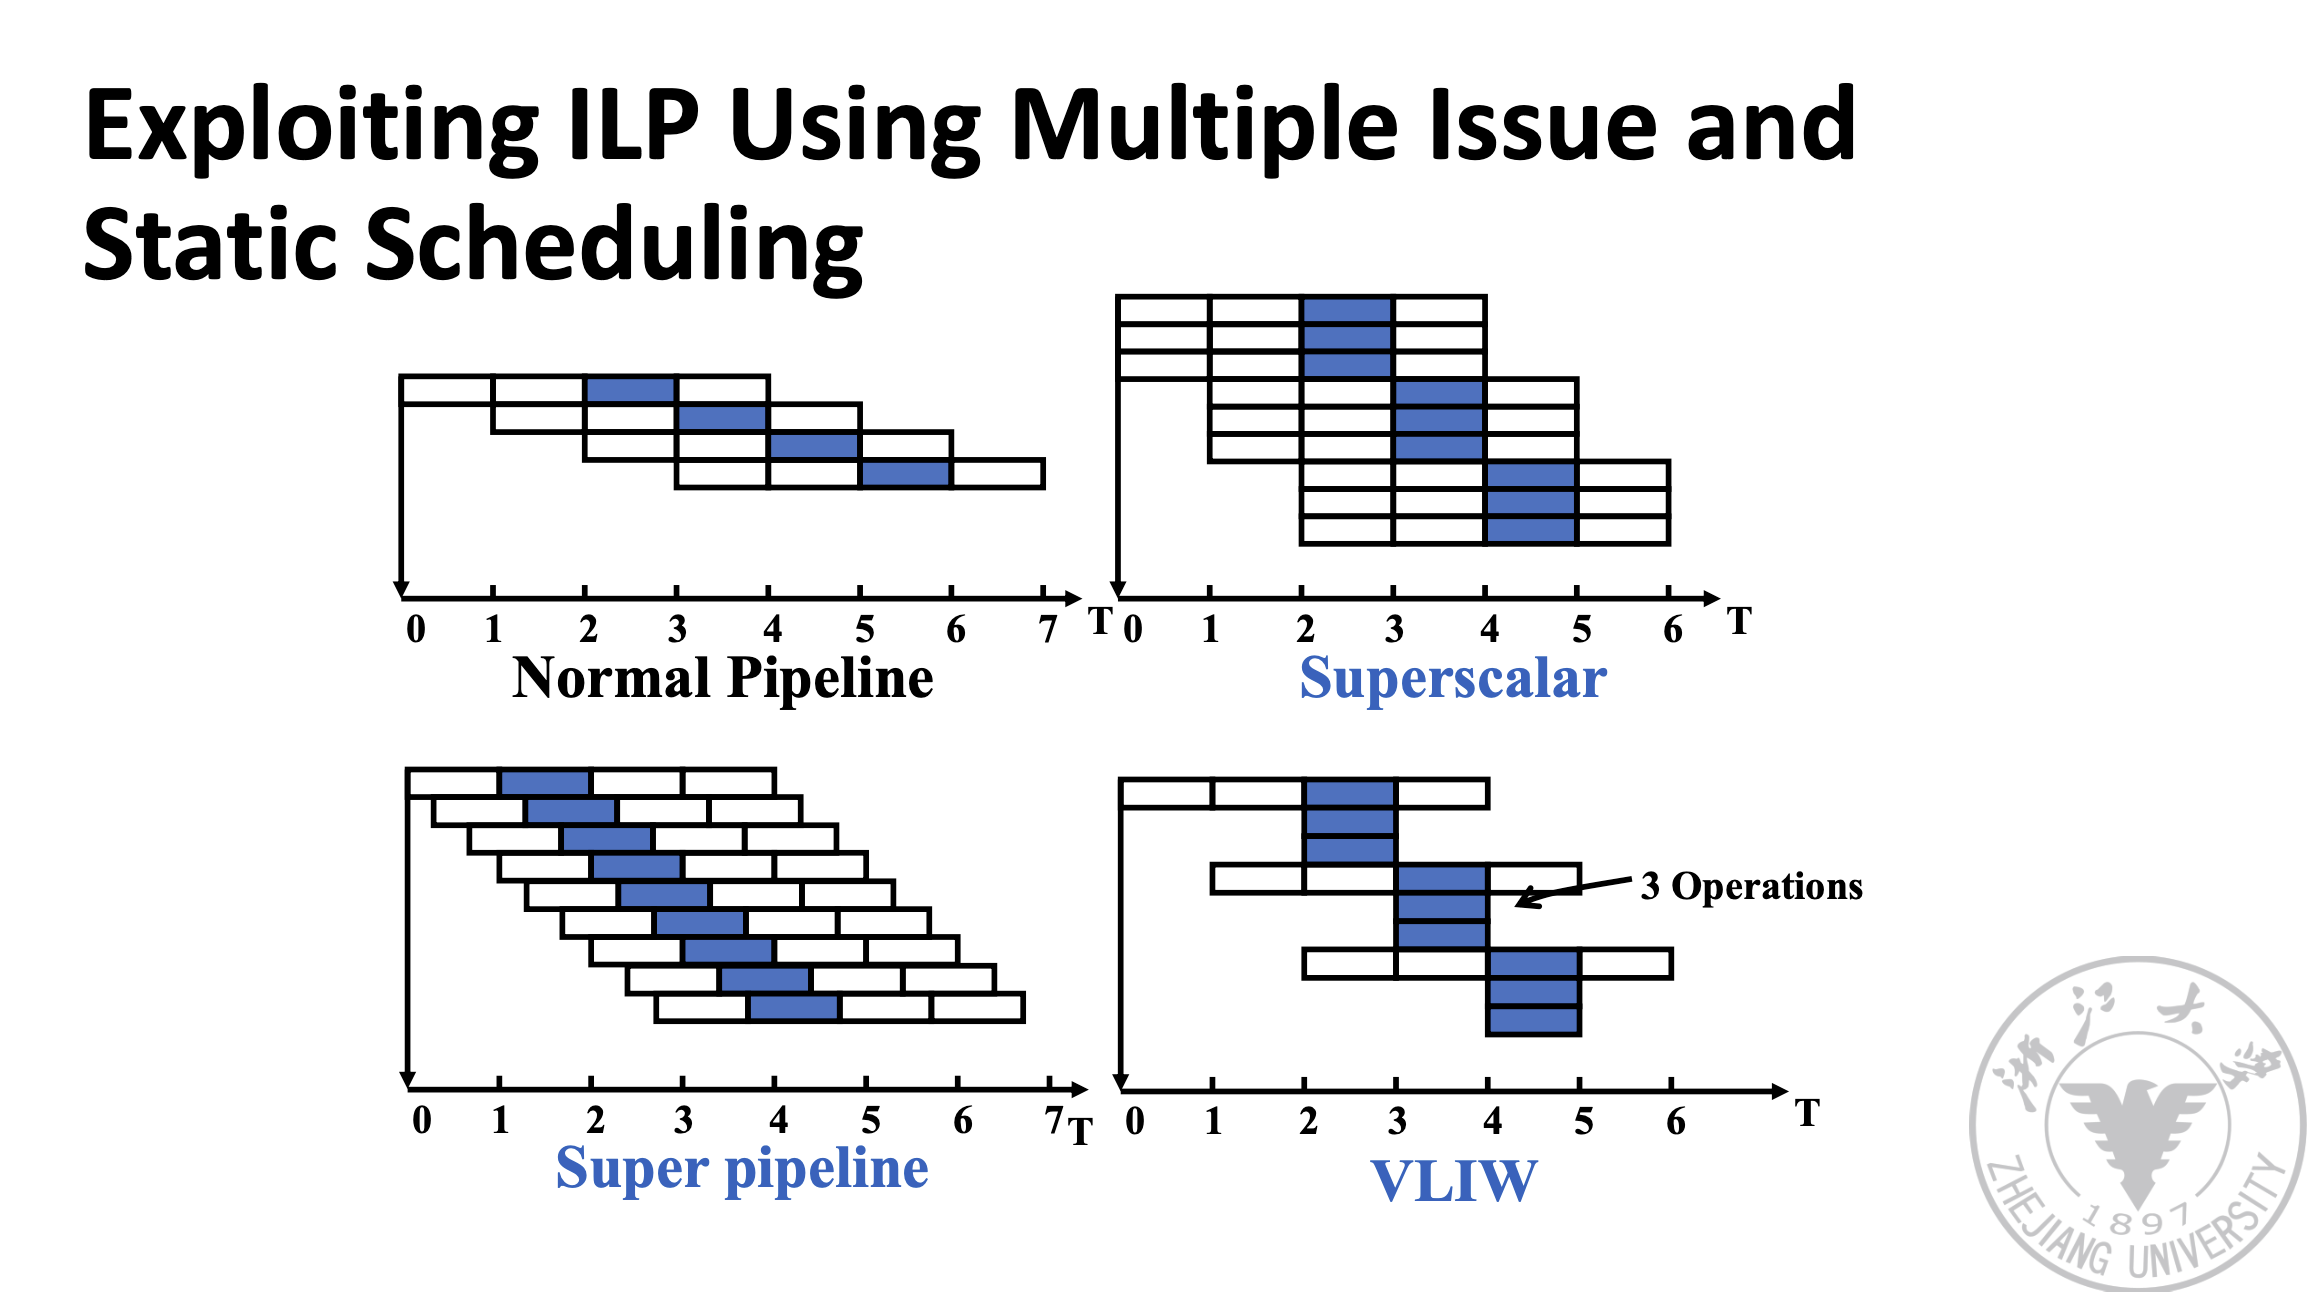 Exploiting ILP Using Multiple Issue and
Static Scheduling
0 1 2 3 4 5 6 7 T
Normal Pipeline
0 1 2 3 4 5 6 T
Superscalar
0 1 2 3 4 5 6 7 T
Super pipeline
3 Operations
0 1 2 3 4 5 6 T
VLIW
浙江大学
1897
ZHEJIANG UNIVERSITY